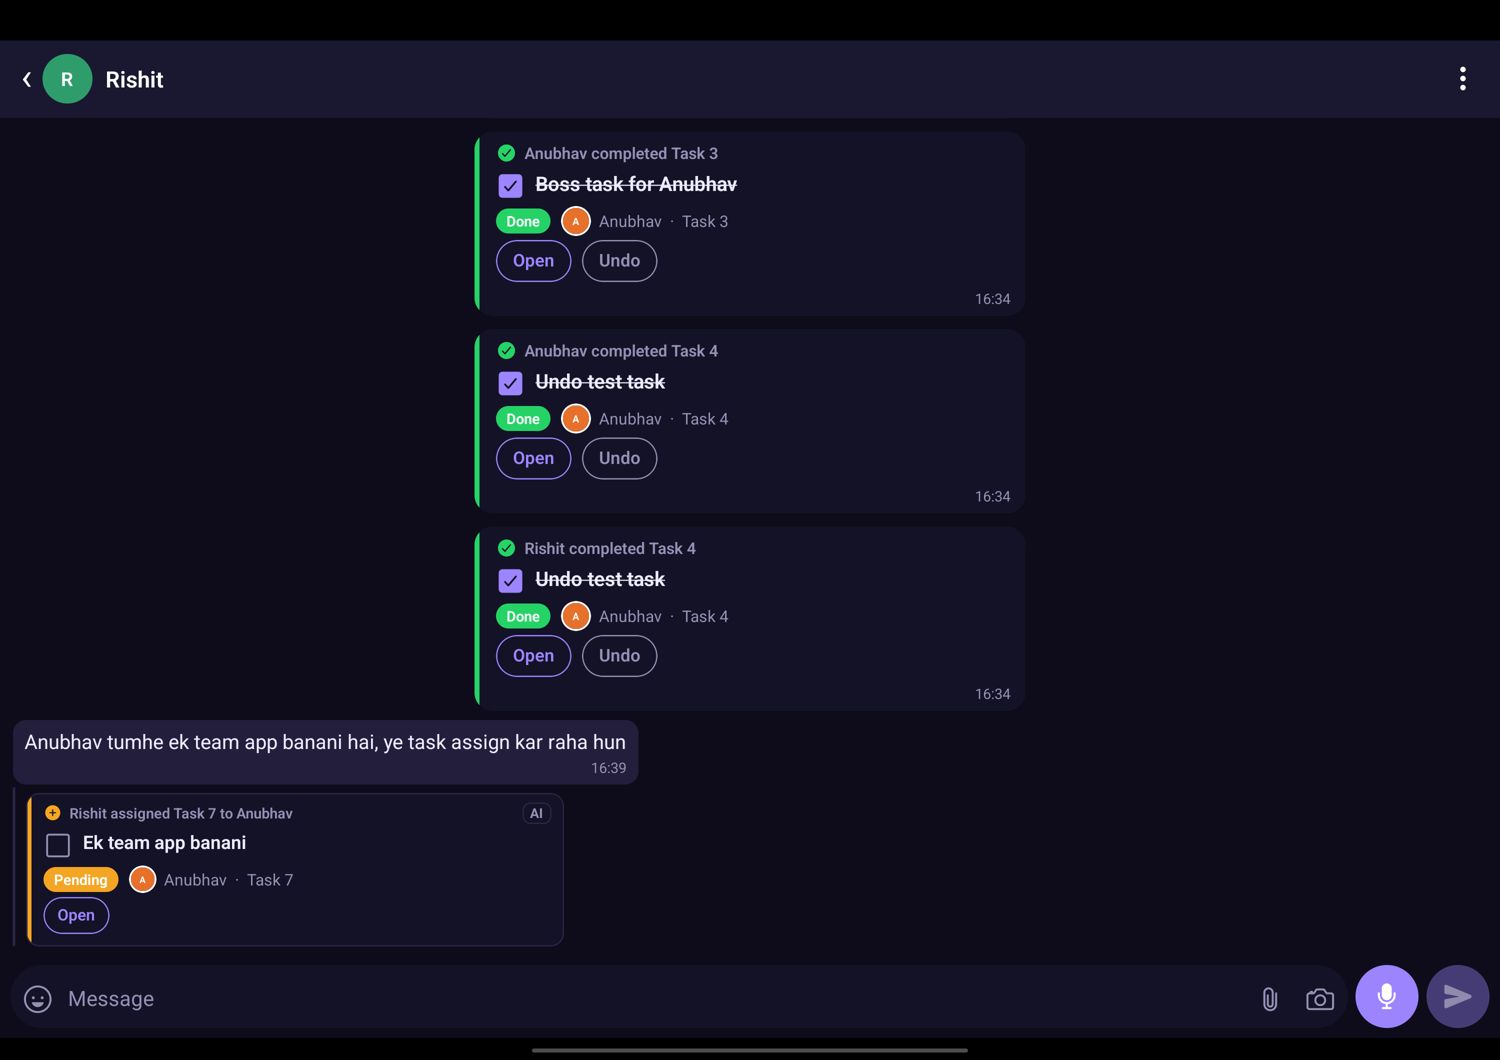 R Rishit
Anubhav completed Task 3
Boss task for Anubhav
Done A Anubhav · Task 3
Open Undo
16:34
Anubhav completed Task 4
Undo test task
Done A Anubhav · Task 4
Open Undo
16:34
Rishit completed Task 4
Undo test task
Done A Anubhav · Task 4
Open Undo
16:34
Anubhav tumhe ek team app banani hai, ye task assign kar raha hun
16:39
Rishit assigned Task 7 to Anubhav AI
Ek team app banani
Pending A Anubhav · Task 7
Open
Message